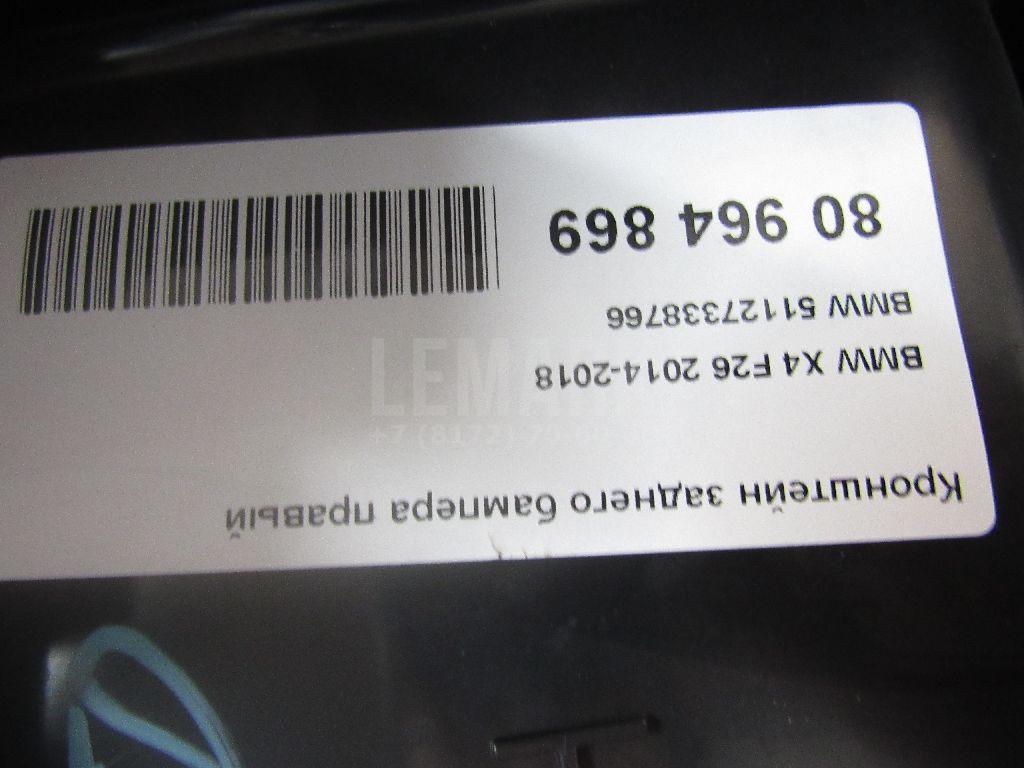 Кронштейн заднего бампера правый
BMW X4 F26 2014-2018
BMW 51127338766
80 964 869